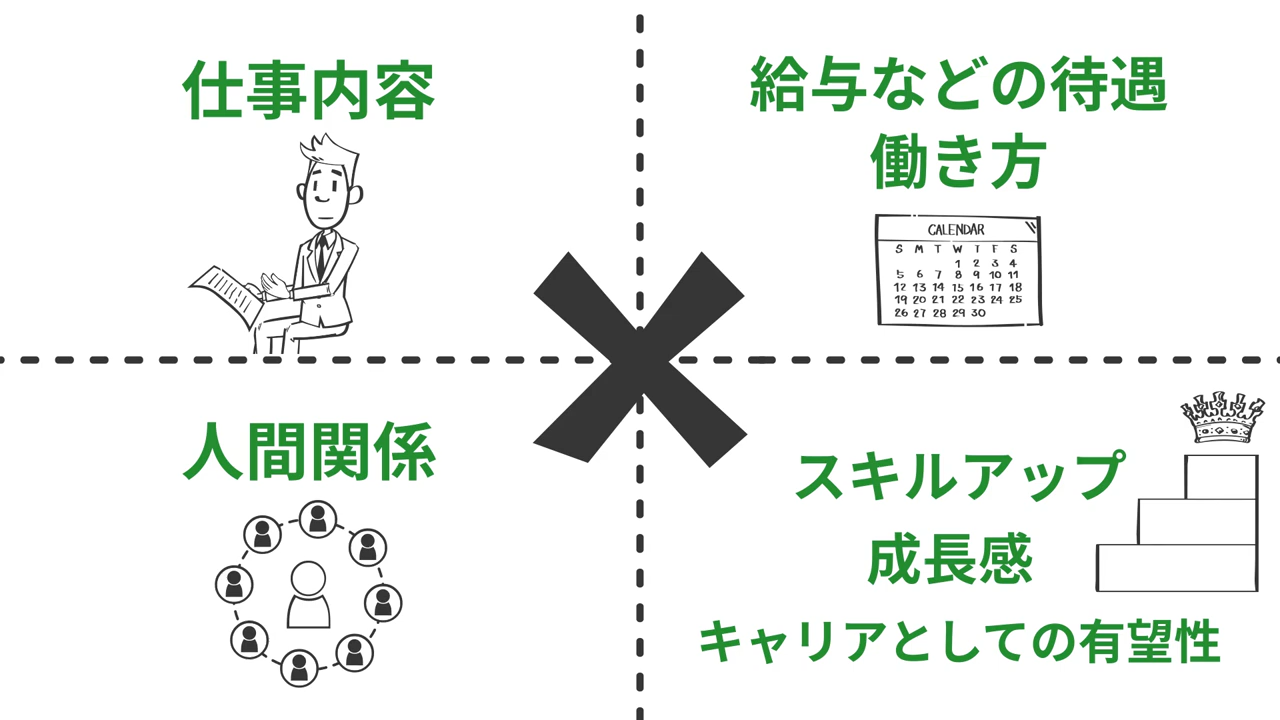 仕事内容
給与などの待遇
働き方
CALENDAR
S M T W T F S
1 2 3 4
5 6 7 8 9 10 11
12 13 14 15 16 17 18
19 20 21 22 23 24 25
26 27 28 29 30
人間関係
スキルアップ
成長感
キャリアとしての有望性